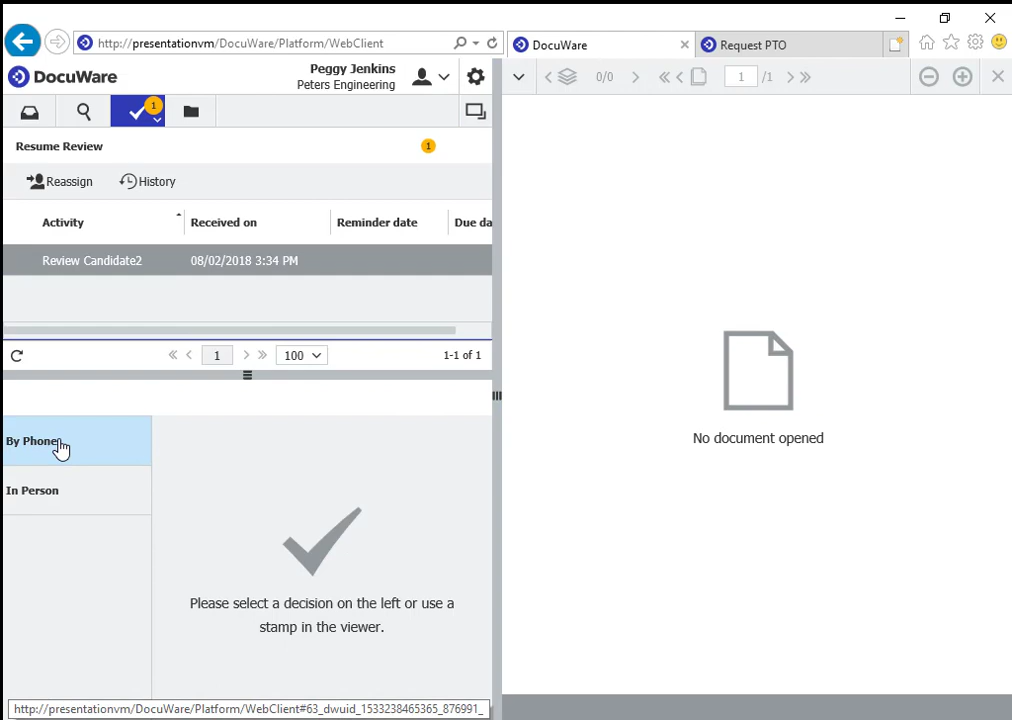 http://presentationvm/DocuWare/Platform/WebClient
DocuWare
Request PTO
DocuWare
Peggy Jenkins
Peters Engineering
0/0
1 /1
1
Resume Review
1
Reassign
History
Activity
Received on
Reminder date
Due da
Review Candidate2
08/02/2018 3:34 PM
1
100
1-1 of 1
By Phone
In Person
No document opened
Please select a decision on the left or use a
stamp in the viewer.
http://presentationvm/DocuWare/Platform/WebClient#63_dwuid_1533238465365_876991_